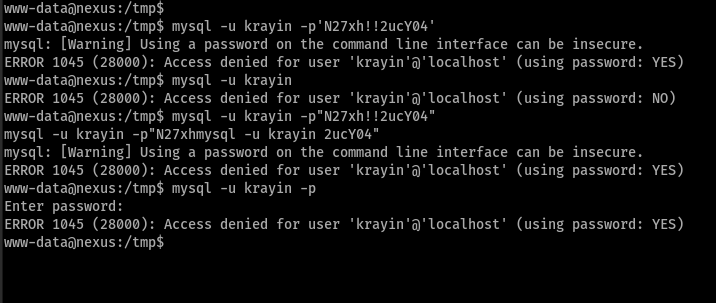 www-data@nexus:/tmp$
www-data@nexus:/tmp$ mysql -u krayin -p'N27xh!!2ucY04'
mysql: [Warning] Using a password on the command line interface can be insecure.
ERROR 1045 (28000): Access denied for user 'krayin'@'localhost' (using password: YES)
www-data@nexus:/tmp$ mysql -u krayin
ERROR 1045 (28000): Access denied for user 'krayin'@'localhost' (using password: NO)
www-data@nexus:/tmp$ mysql -u krayin -p"N27xh!!2ucY04"
mysql -u krayin -p"N27xhmysql -u krayin 2ucY04"
mysql: [Warning] Using a password on the command line interface can be insecure.
ERROR 1045 (28000): Access denied for user 'krayin'@'localhost' (using password: YES)
www-data@nexus:/tmp$ mysql -u krayin -p
Enter password:
ERROR 1045 (28000): Access denied for user 'krayin'@'localhost' (using password: YES)
www-data@nexus:/tmp$